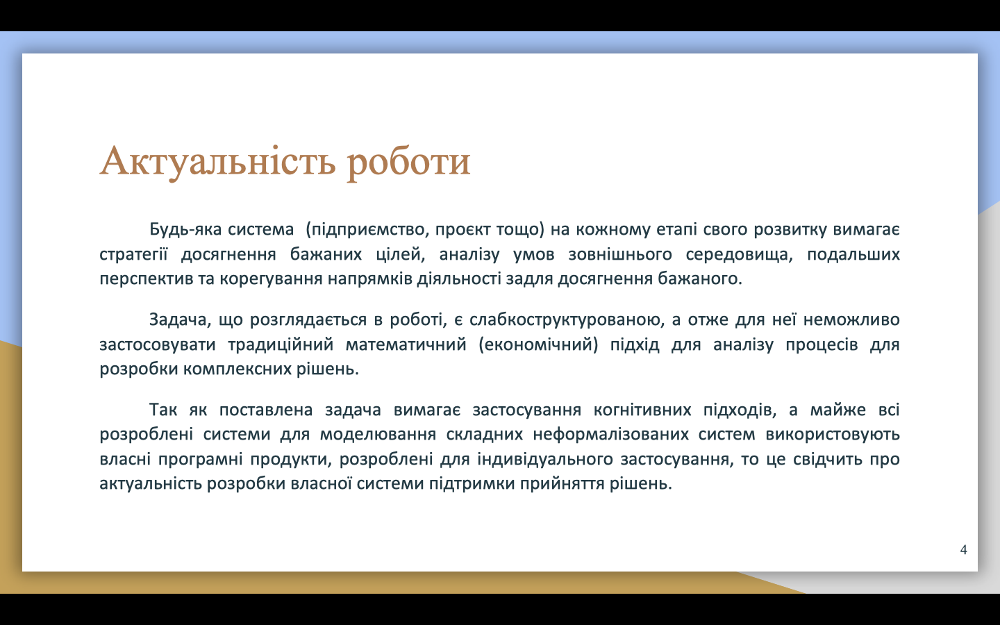 Актуальність роботи
Будь-яка система  (підприємство, проєкт тощо) на кожному етапі свого розвитку вимагає
стратегії досягнення бажаних цілей, аналізу умов зовнішнього середовища, подальших
перспектив та корегування напрямків діяльності задля досягнення бажаного.
Задача, що розглядається в роботі, є слабкоструктурованою, а отже для неї неможливо
застосовувати традиційний математичний (економічний) підхід для аналізу процесів для
розробки комплексних рішень.
Так як поставлена задача вимагає застосування когнітивних підходів, а майже всі
розроблені системи для моделювання складних неформалізованих систем використовують
власні програмні продукти, розроблені для індивідуального застосування, то це свідчить про
актуальність розробки власної системи підтримки прийняття рішень.
4